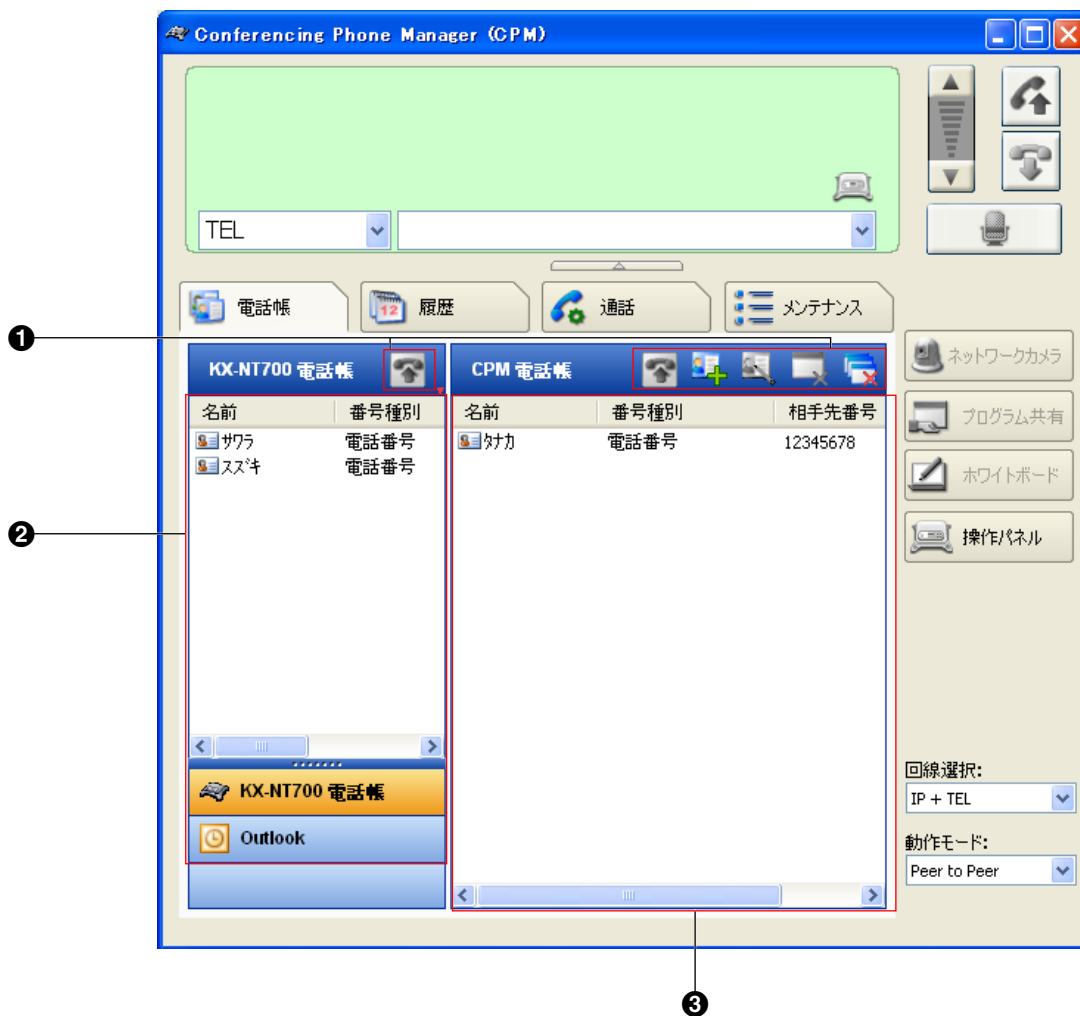 Conferencing Phone Manager (CPM)
TEL
電話帳
12
履歴
通話
メンテナンス
❶
KX-NT700 電話帳
CPM 電話帳
ネットワークカメラ
名前 番号種別
名前 番号種別 相手先番号
プログラム共有
サワラ 電話番号
タナカ 電話番号 12345678
スズキ 電話番号
ホワイトボード
❷
操作パネル
KX-NT700 電話帳
Outlook
回線選択:
IP + TEL
動作モード:
Peer to Peer
❸